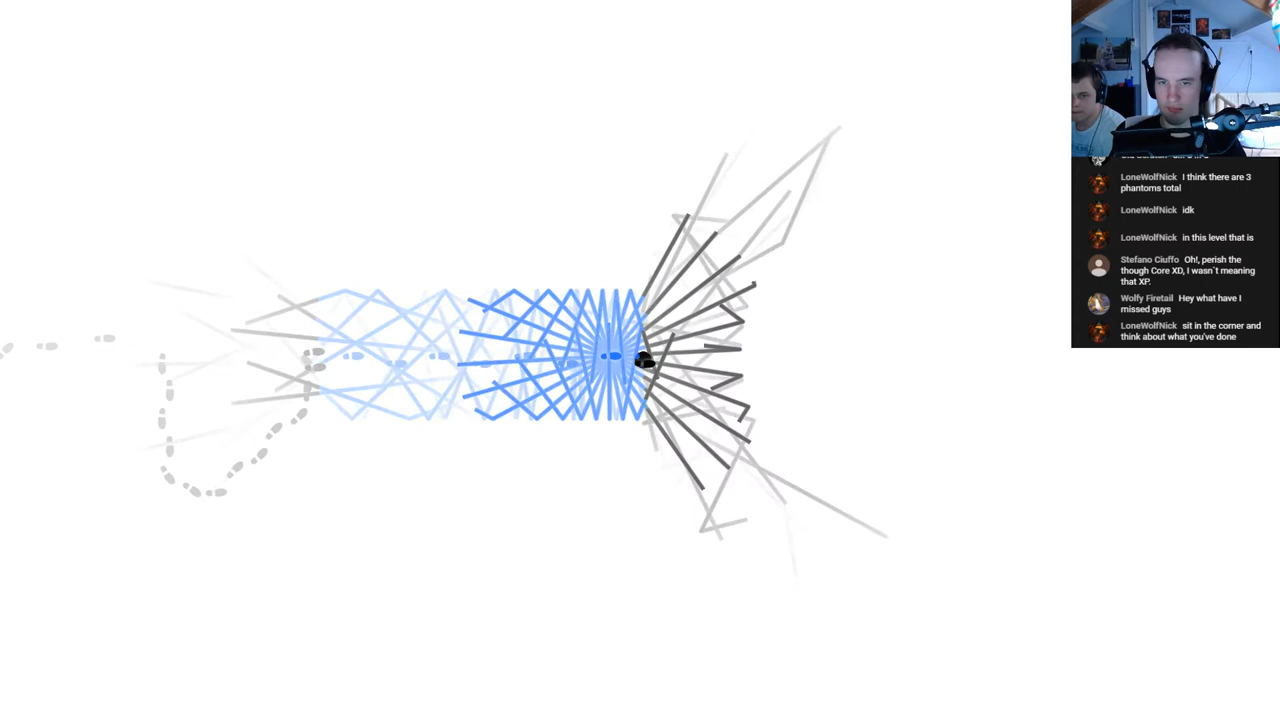 LoneWolfNick I think there are 3
phantoms total
LoneWolfNick idk
LoneWolfNick in this level that is
Stefano Ciuffo Oh!, perish the
though Core XD, I wasn`t meaning
that XP.
Wolfy Firetail Hey what have I
missed guys
LoneWolfNick sit in the corner and
think about what you've done